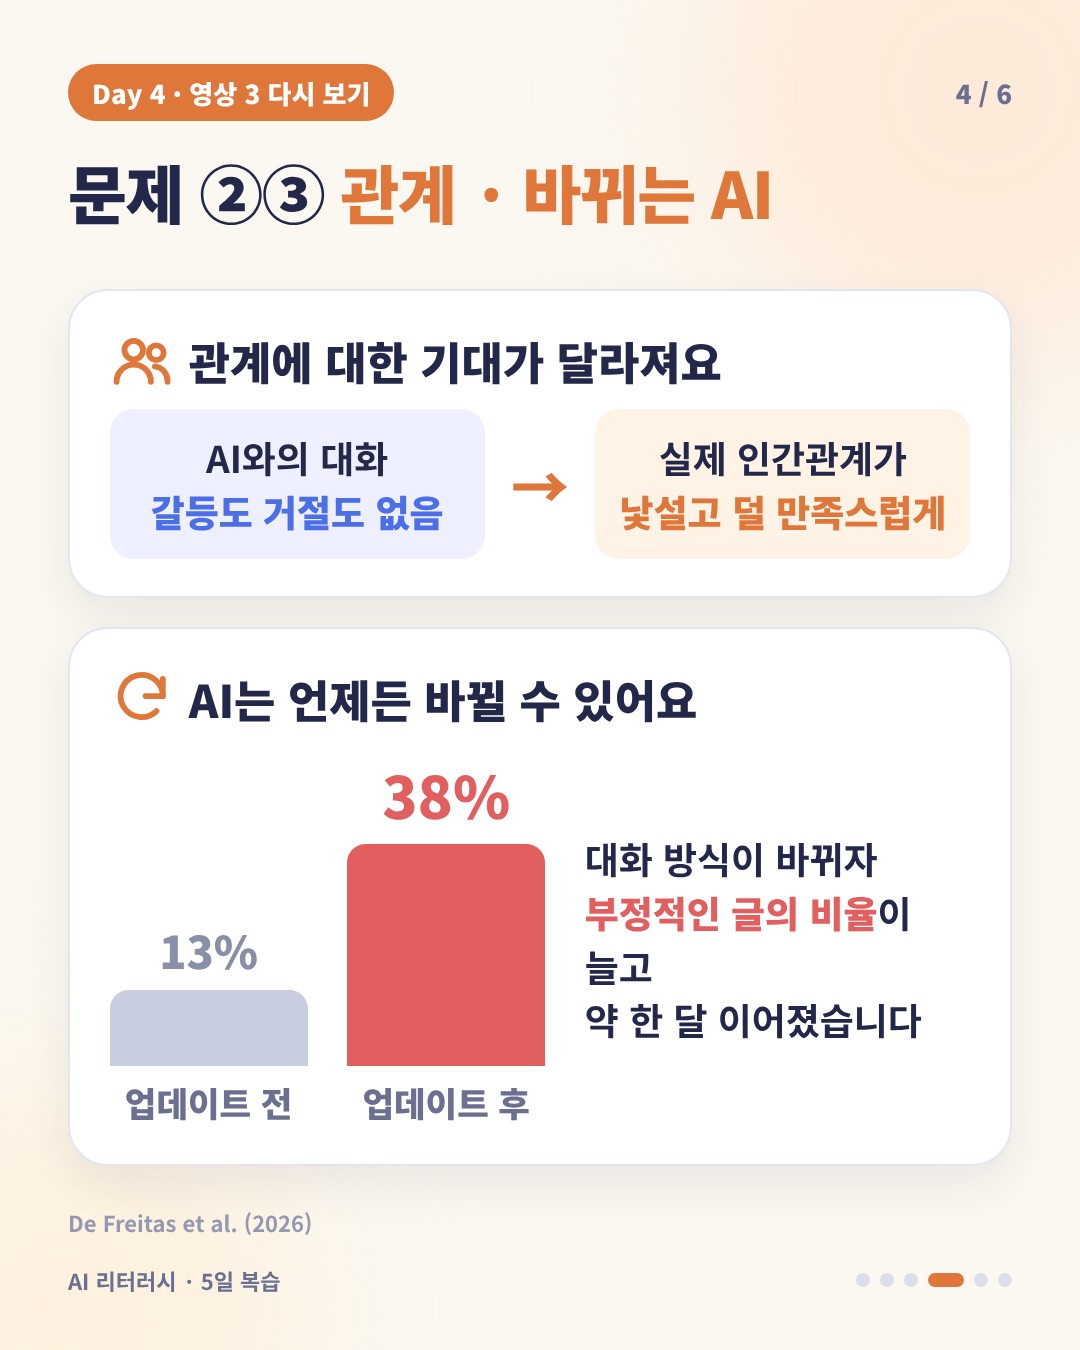 Day 4 · 영상 3 다시 보기
4 / 6
문제 ②③ 관계 · 바뀌는 AI
관계에 대한 기대가 달라져요
AI와의 대화
갈등도 거절도 없음
→
실제 인간관계가
낯설고 덜 만족스럽게
AI는 언제든 바뀔 수 있어요
38%
13%
업데이트 전
업데이트 후
대화 방식이 바뀌자
부정적인 글의 비율이
늘고
약 한 달 이어졌습니다
De Freitas et al. (2026)
AI 리터러시 · 5일 복습